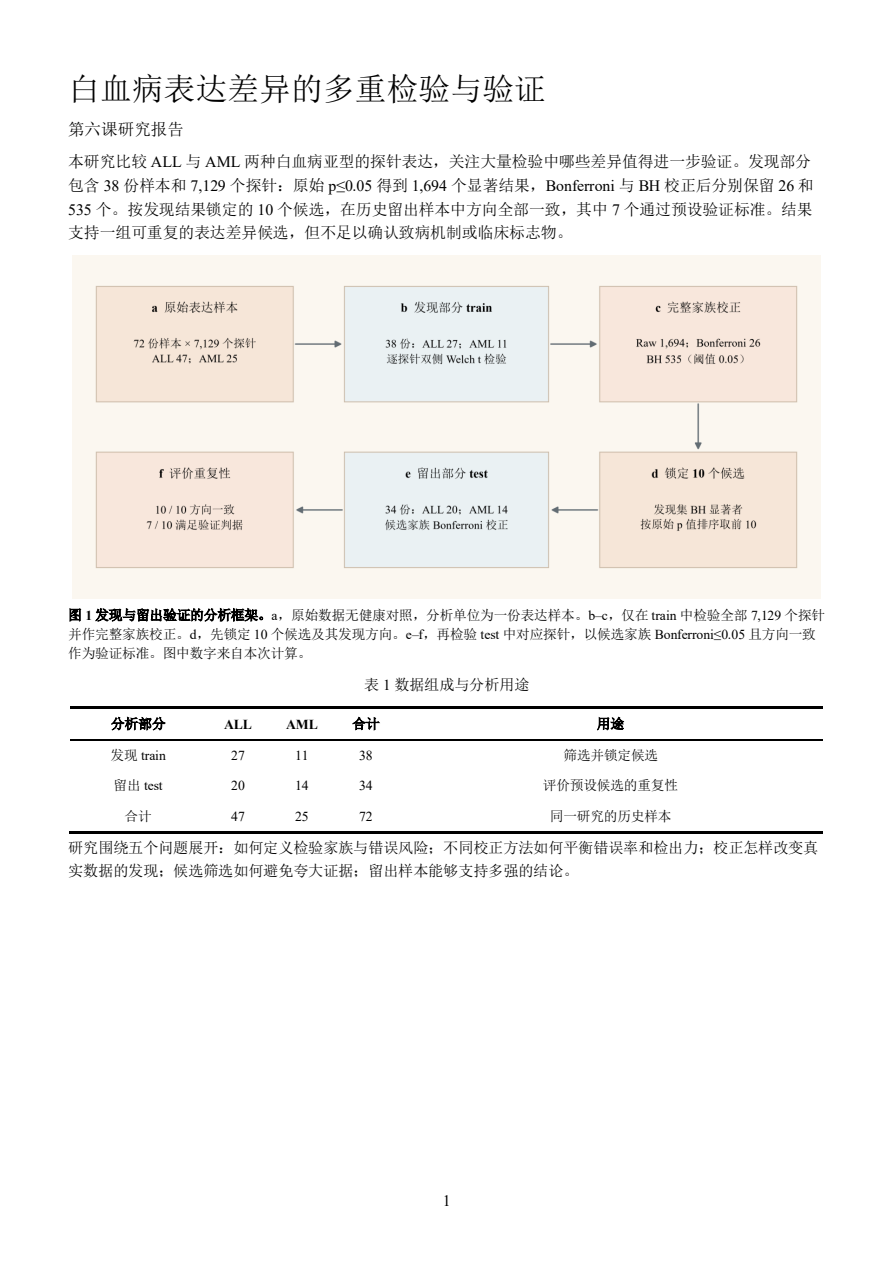 白血病表达差异的多重检验与验证
第六课研究报告
本研究比较 ALL 与 AML 两种白血病亚型的探针表达，关注大量检验中哪些差异值得进一步验证。发现部分
包含 38 份样本和 7,129 个探针：原始 p≤0.05 得到 1,694 个显著结果，Bonferroni 与 BH 校正后分别保留 26 和
535 个。按发现结果锁定的 10 个候选，在历史留出样本中方向全部一致，其中 7 个通过预设验证标准。结果
支持一组可重复的表达差异候选，但不足以确认致病机制或临床标志物。
a 原始表达样本
72 份样本 × 7,129 个探针
ALL 47；AML 25
b 发现部分 train
38 份：ALL 27；AML 11
逐探针双侧 Welch t 检验
c 完整家族校正
Raw 1,694；Bonferroni 26
BH 535（阈值 0.05）
d 锁定 10 个候选
发现集 BH 显著者
按原始 p 值排序取前 10
e 留出部分 test
34 份：ALL 20；AML 14
候选家族 Bonferroni 校正
f 评价重复性
10 / 10 方向一致
7 / 10 满足验证判据
图 1 发现与留出验证的分析框架。a，原始数据无健康对照，分析单位为一份表达样本。b–c，仅在 train 中检验全部 7,129 个探针
并作完整家族校正。d，先锁定 10 个候选及其发现方向。e–f，再检验 test 中对应探针，以候选家族 Bonferroni≤0.05 且方向一致
作为验证标准。图中数字来自本次计算。
表 1 数据组成与分析用途
分析部分 ALL AML 合计 用途
发现 train 27 11 38 筛选并锁定候选
留出 test 20 14 34 评价预设候选的重复性
合计 47 25 72 同一研究的历史样本
研究围绕五个问题展开：如何定义检验家族与错误风险；不同校正方法如何平衡错误率和检出力；校正怎样改变真
实数据的发现；候选筛选如何避免夸大证据；留出样本能够支持多强的结论。
1